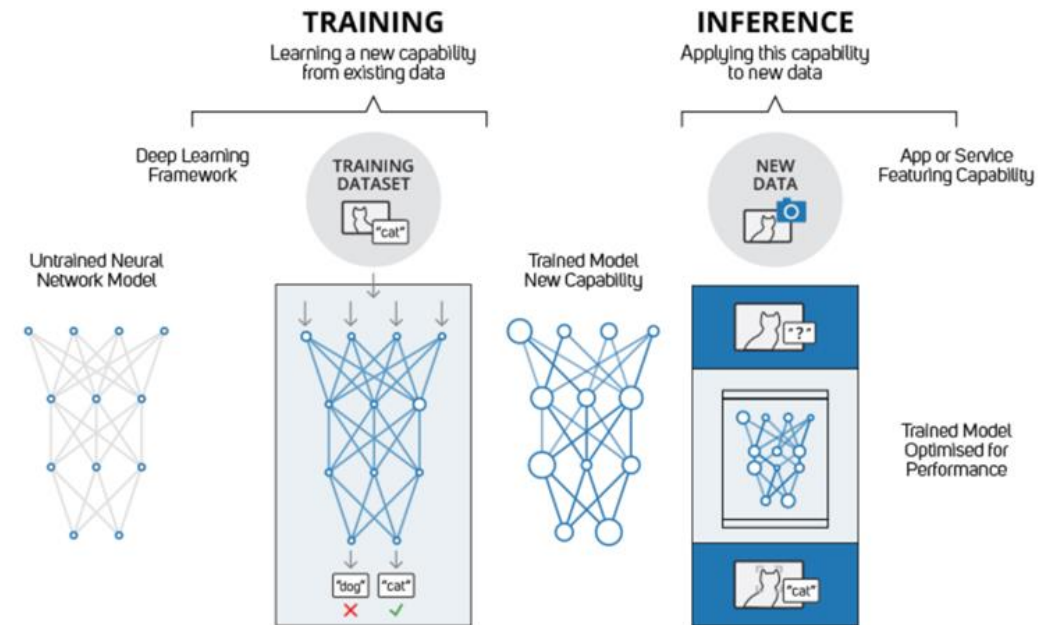 TRAINING
Learning a new capability
from existing data
INFERENCE
Applying this capability
to new data
Deep Learning
Framework
TRAINING
DATASET
"cat"
NEW
DATA
App or Service
Featuring Capability
Untrained Neural
Network Model
Trained Model
New Capability
"?"
Trained Model
Optimised for
Performance
"dog"
"cat"
"cat"